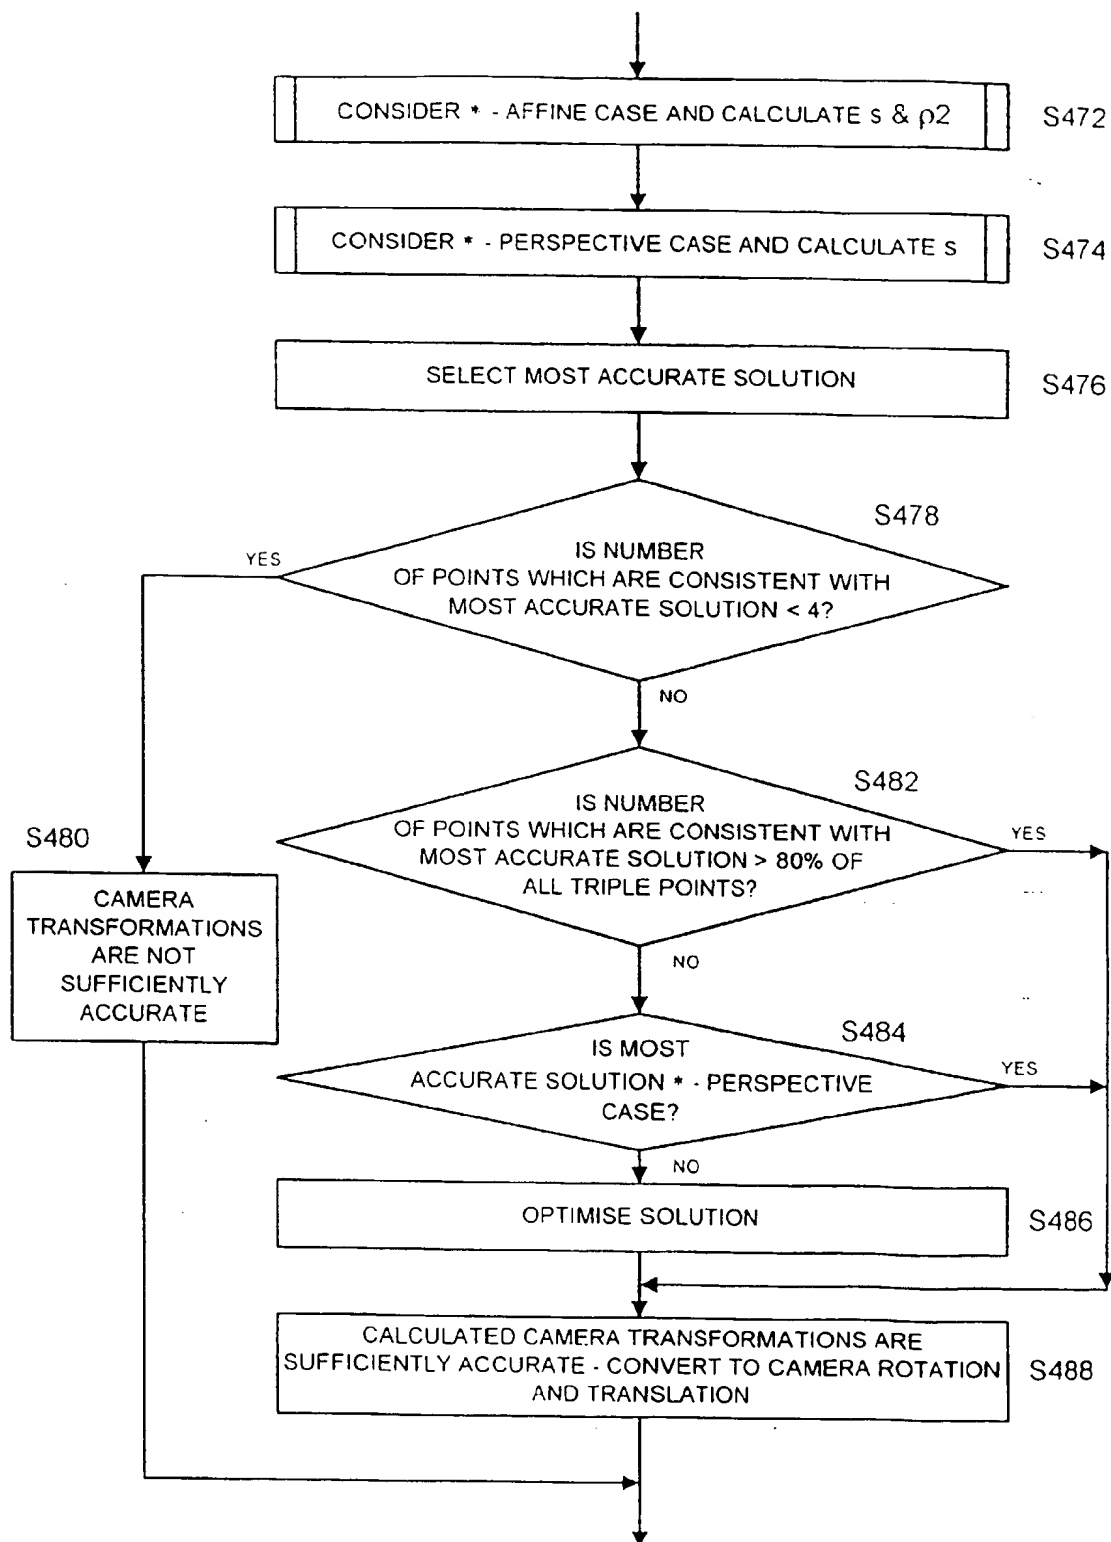 CONSIDER * - AFFINE CASE AND CALCULATE s & ρ2
S472
CONSIDER * - PERSPECTIVE CASE AND CALCULATE s
S474
SELECT MOST ACCURATE SOLUTION
S476
S478
YES
IS NUMBER
OF POINTS WHICH ARE CONSISTENT WITH
MOST ACCURATE SOLUTION < 4?
NO
S482
IS NUMBER
OF POINTS WHICH ARE CONSISTENT WITH
MOST ACCURATE SOLUTION > 80% OF
ALL TRIPLE POINTS?
YES
S480
CAMERA
TRANSFORMATIONS
ARE NOT
SUFFICIENTLY
ACCURATE
NO
S484
IS MOST
ACCURATE SOLUTION * - PERSPECTIVE
CASE?
YES
NO
OPTIMISE SOLUTION
S486
CALCULATED CAMERA TRANSFORMATIONS ARE
SUFFICIENTLY ACCURATE - CONVERT TO CAMERA ROTATION
AND TRANSLATION
S488